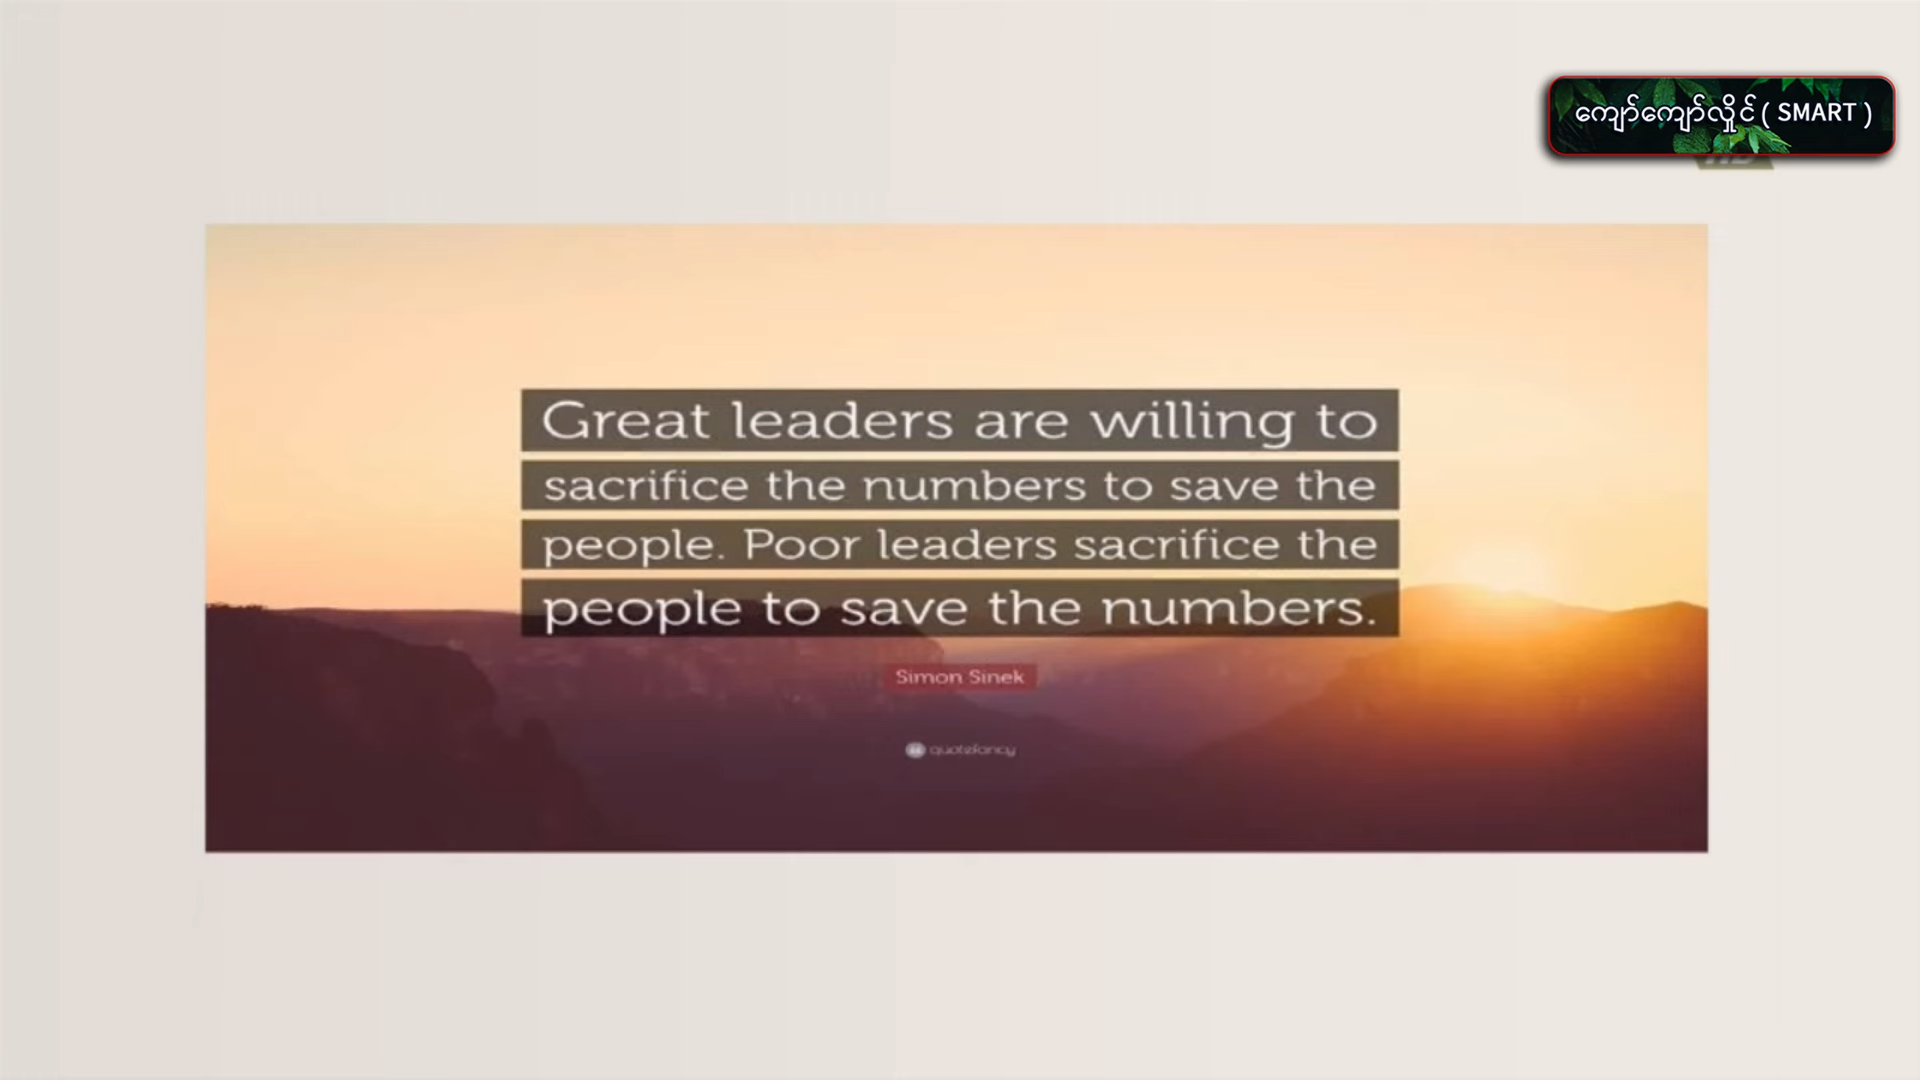 ကျော်ကျော်လှိုင် ( SMART )
Great leaders are willing to
sacrifice the numbers to save the
people. Poor leaders sacrifice the
people to save the numbers.
Simon Sinek
quotefancy